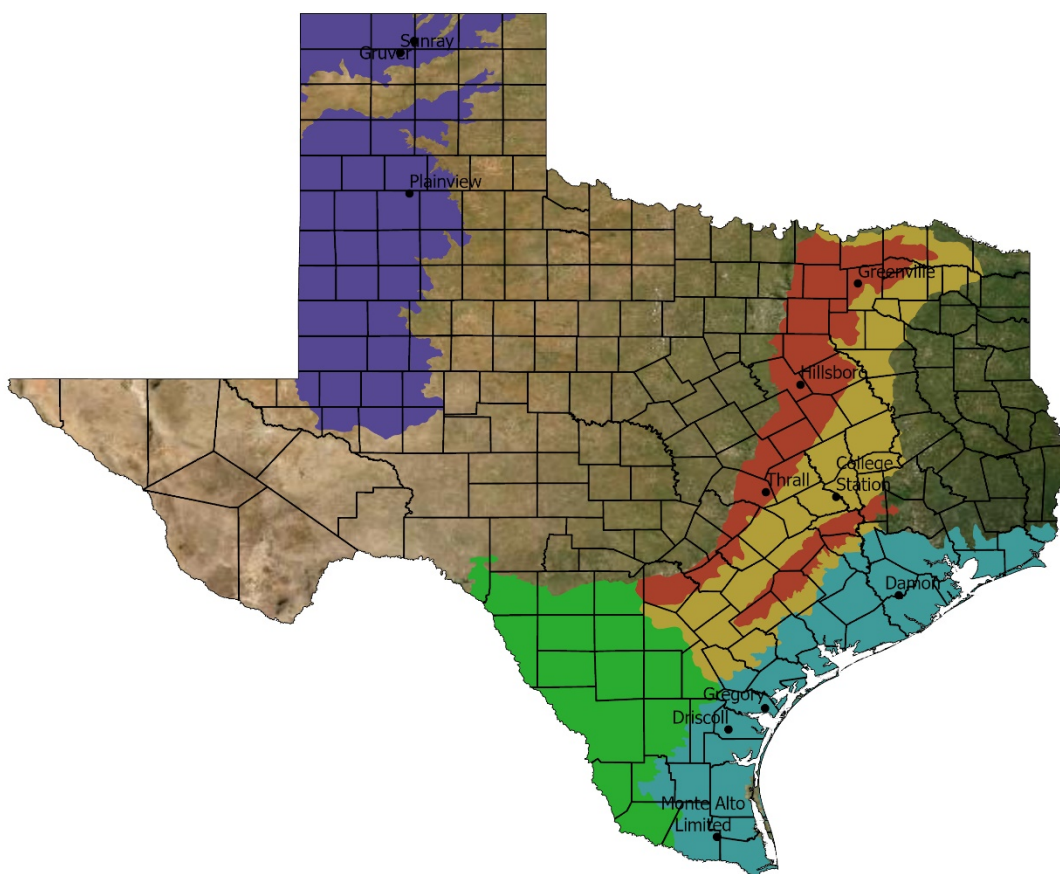 Sunray
Gruver
Plainview
Greenville
Hillsboro
College
Station
Thrall
Damon
Gregory
Driscoll
Monte Alto
Limited